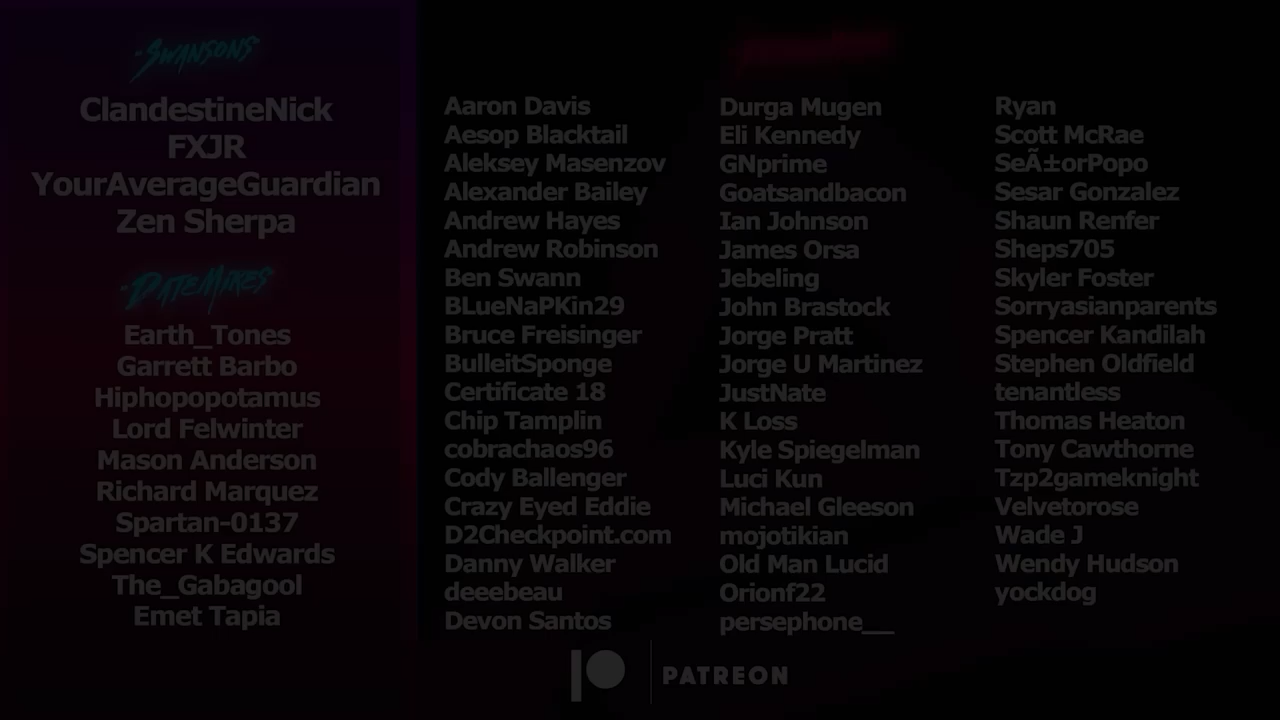 Swansons
ClandestineNick
FXJR
YourAverageGuardian
Zen Sherpa
DateMires
Earth_Tones
Garrett Barbo
Hiphopopotamus
Lord Felwinter
Mason Anderson
Richard Marquez
Spartan-0137
Spencer K Edwards
The_Gabagool
Emet Tapia
Aaron Davis
Aesop Blacktail
Aleksey Masenzov
Alexander Bailey
Andrew Hayes
Andrew Robinson
Ben Swann
BLueNaPKin29
Bruce Freisinger
BulleitSponge
Certificate 18
Chip Tamplin
cobrachaos96
Cody Ballenger
Crazy Eyed Eddie
D2Checkpoint.com
Danny Walker
deeebeau
Devon Santos
Durga Mugen
Eli Kennedy
GNprime
Goatsandbacon
Ian Johnson
James Orsa
Jebeling
John Brastock
Jorge Pratt
Jorge U Martinez
JustNate
K Loss
Kyle Spiegelman
Luci Kun
Michael Gleeson
mojotikian
Old Man Lucid
Orionf22
persephone__
Ryan
Scott McRae
SeÃ±orPopo
Sesar Gonzalez
Shaun Renfer
Sheps705
Skyler Foster
Sorryasianparents
Spencer Kandilah
Stephen Oldfield
tenantless
Thomas Heaton
Tony Cawthorne
Tzp2gameknight
Velvetorose
Wade J
Wendy Hudson
yockdog
PATREON